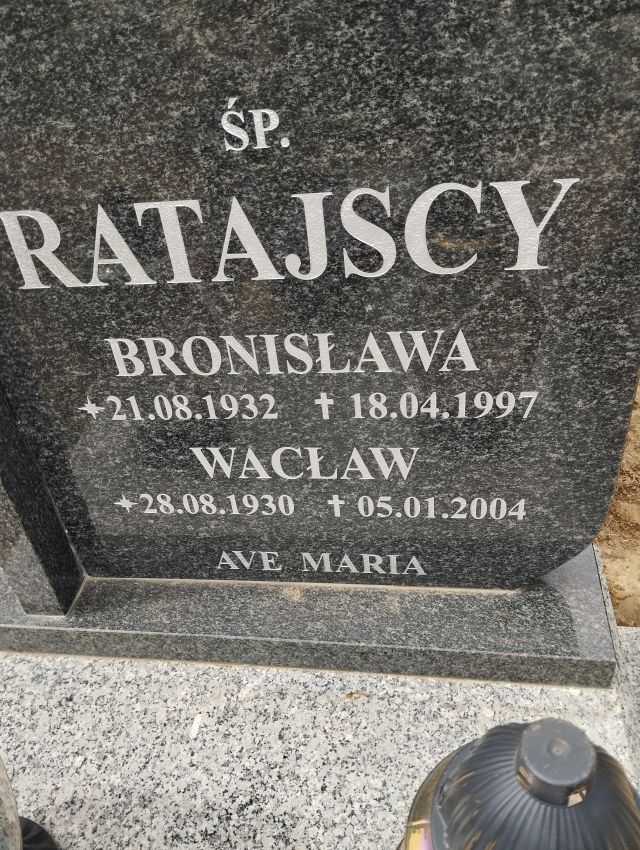 ŚP.
RATAJSCY
BRONISŁAWA
✴21.08.1932 ✝ 18.04.1997
WACŁAW
✴28.08.1930 ✝ 05.01.2004
AVE MARIA